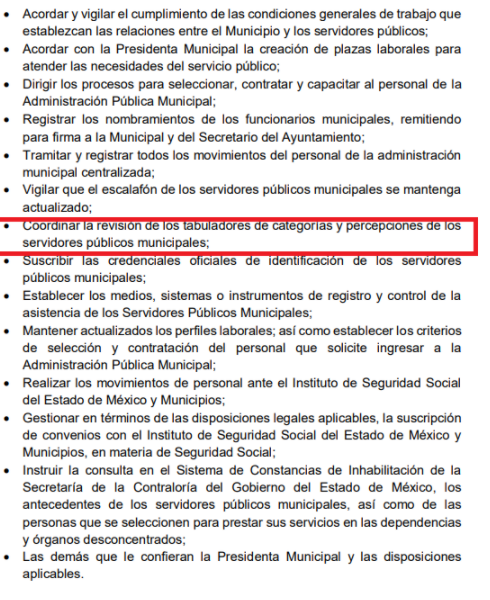 • Acordar y vigilar el cumplimiento de las condiciones generales de trabajo que
establezcan las relaciones entre el Municipio y los servidores públicos;
• Acordar con la Presidenta Municipal la creación de plazas laborales para
atender las necesidades del servicio público;
• Dirigir los procesos para seleccionar, contratar y capacitar al personal de la
Administración Pública Municipal;
• Registrar los nombramientos de los funcionarios municipales, remitiendo
para firma a la Municipal y del Secretario del Ayuntamiento;
• Tramitar y registrar todos los movimientos del personal de la administración
municipal centralizada;
• Vigilar que el escalafón de los servidores públicos municipales se mantenga
actualizado;
• Coordinar la revisión de los tabuladores de categorías y percepciones de los
servidores públicos municipales;
• Suscribir las credenciales oficiales de identificación de los servidores
públicos municipales;
• Establecer los medios, sistemas o instrumentos de registro y control de la
asistencia de los Servidores Públicos Municipales;
• Mantener actualizados los perfiles laborales; así como establecer los criterios
de selección y contratación del personal que solicite ingresar a la
Administración Pública Municipal;
• Realizar los movimientos de personal ante el Instituto de Seguridad Social
del Estado de México y Municipios;
• Gestionar en términos de las disposiciones legales aplicables, la suscripción
de convenios con el Instituto de Seguridad Social del Estado de México y
Municipios, en materia de Seguridad Social;
• Instruir la consulta en el Sistema de Constancias de Inhabilitación de la
Secretaría de la Contraloría del Gobierno del Estado de México, los
antecedentes de los servidores públicos municipales, así como de las
personas que se seleccionen para prestar sus servicios en las dependencias
y órganos desconcentrados;
• Las demás que le confieran la Presidenta Municipal y las disposiciones
aplicables.